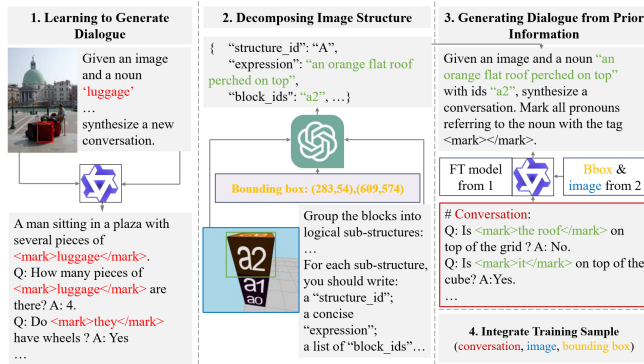 1. Learning to Generate
Dialogue
Given an image
and a noun
‘luggage’
…
synthesize a new
conversation.
A man sitting in a plaza with
several pieces of
<mark>luggage</mark>.
Q: How many pieces of
<mark>luggage</mark> are
there? A: 4.
Q: Do <mark>they</mark>
have wheels ? A: Yes
…
2. Decomposing Image Structure
{ “structure_id”: “A”,
“expression”: “an orange flat roof
perched on top”,
“block_ids": “a2”, …}
Bounding box: (283,54),(609,574)
a2
a1
a0
Group the blocks into
logical sub-structures:
…
For each sub-structure,
you should write:
a “structure_id”;
a concise
“expression”;
a list of “block_ids”…
3. Generating Dialogue from Prior
Information
Given an image and a noun “an
orange flat roof perched on top”
with ids “a2”, synthesize a
conversation. Mark all pronouns
referring to the noun with the tag
<mark></mark>.
FT model
from 1
Bbox &
image from 2
# Conversation:
Q: Is <mark>the roof</mark> on
top of the grid ? A: No.
Q: Is <mark>it</mark> on top of the
cube? A:Yes.
…
4. Integrate Training Sample
(conversation, image, bounding box)